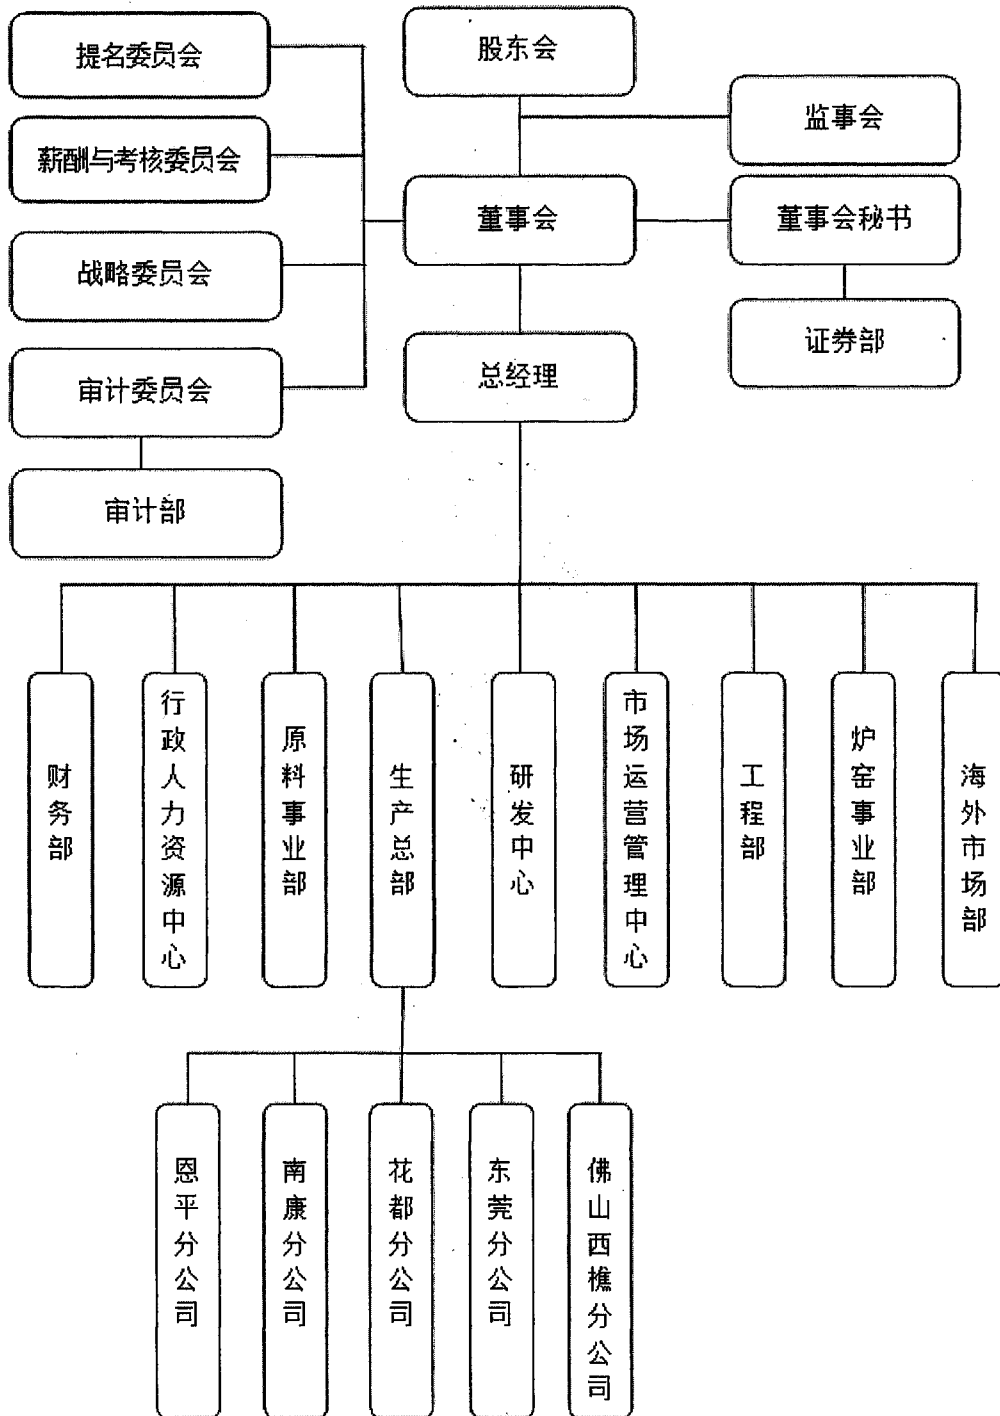 提名委员会
股东会
监事会
薪酬与考核委员会
董事会
董事会秘书
战略委员会
证券部
总经理
审计委员会
审计部
财务部
行政人力资源中心
原料事业部
生产总部
研发中心
市场运营管理中心
工程部
炉窑事业部
海外市场部
恩平分公司
南康分公司
花都分公司
东莞分公司
佛山西樵分公司